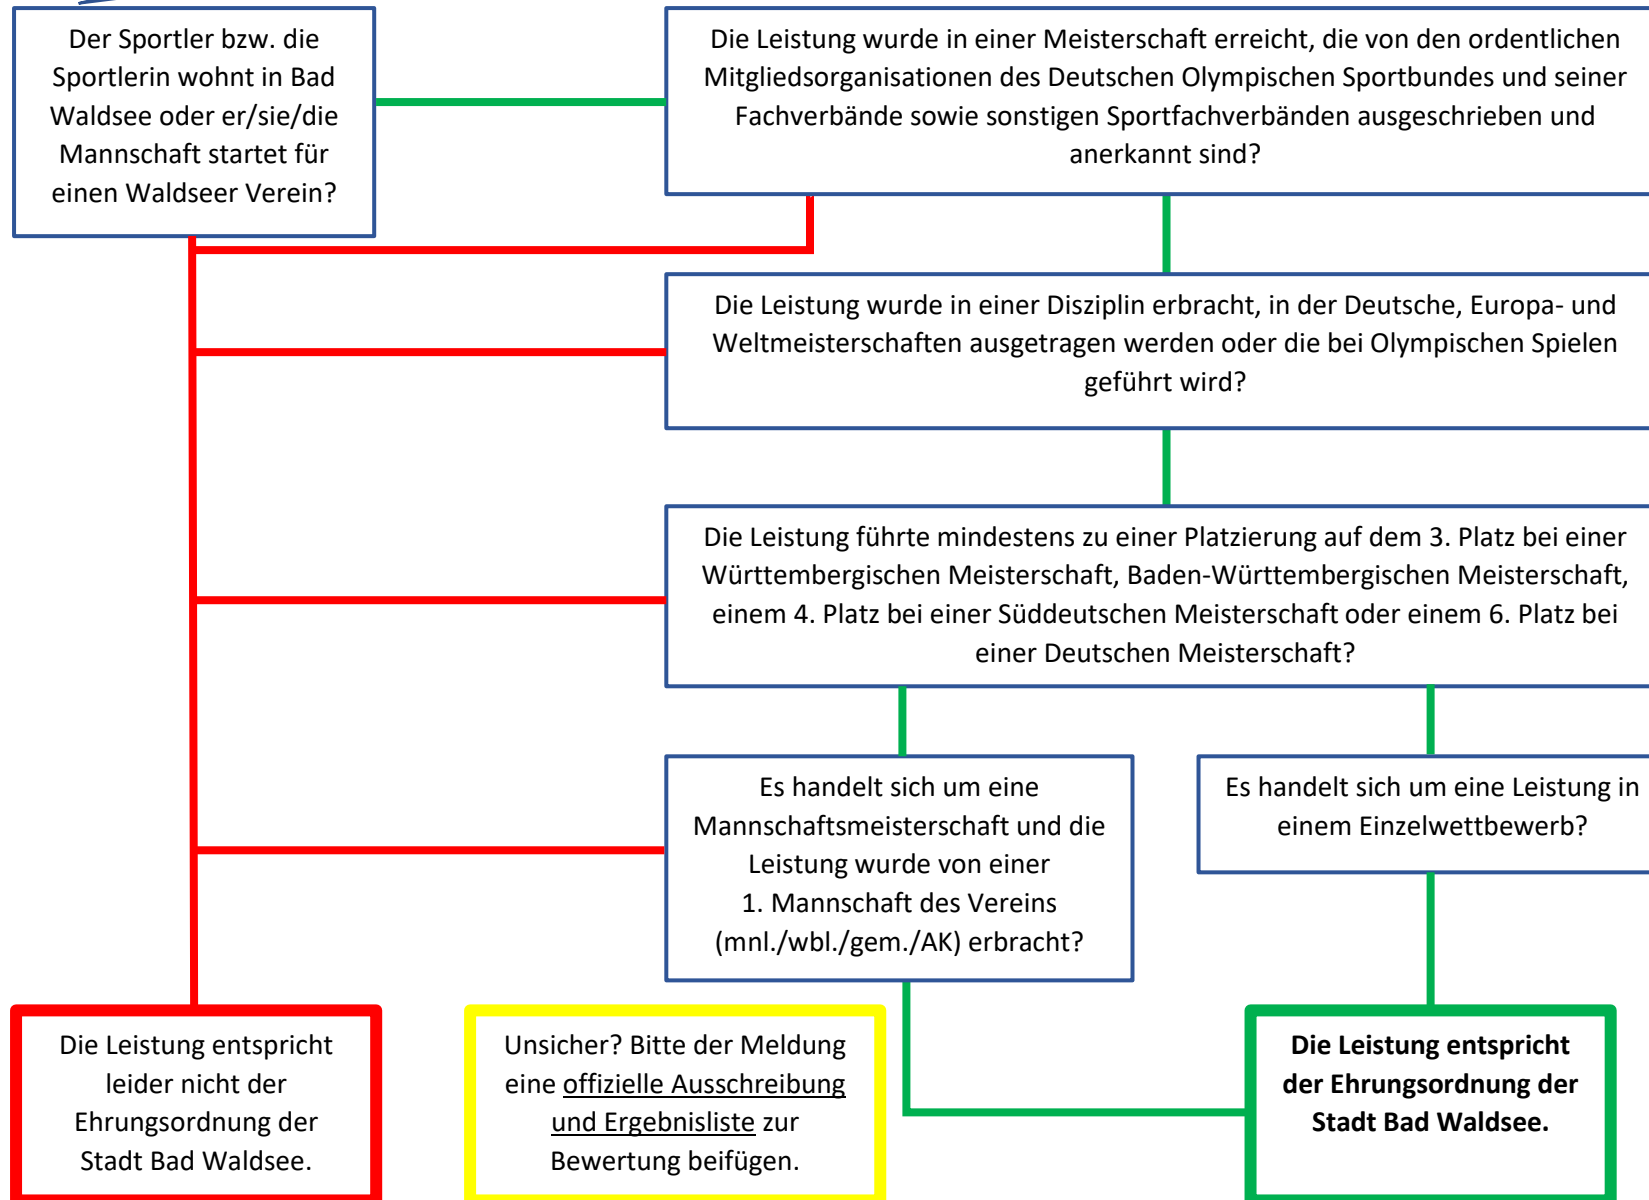 Der Sportler bzw. die
Sportlerin wohnt in Bad
Waldsee oder er/sie/die
Mannschaft startet für
einen Waldseer Verein?
Die Leistung wurde in einer Meisterschaft erreicht, die von den ordentlichen
Mitgliedsorganisationen des Deutschen Olympischen Sportbundes und seiner
Fachverbände sowie sonstigen Sportfachverbänden ausgeschrieben und
anerkannt sind?
Die Leistung wurde in einer Disziplin erbracht, in der Deutsche, Europa- und
Weltmeisterschaften ausgetragen werden oder die bei Olympischen Spielen
geführt wird?
Die Leistung führte mindestens zu einer Platzierung auf dem 3. Platz bei einer
Württembergischen Meisterschaft, Baden-Württembergischen Meisterschaft,
einem 4. Platz bei einer Süddeutschen Meisterschaft oder einem 6. Platz bei
einer Deutschen Meisterschaft?
Es handelt sich um eine
Mannschaftsmeisterschaft und die
Leistung wurde von einer
1. Mannschaft des Vereins
(mnl./wbl./gem./AK) erbracht?
Es handelt sich um eine Leistung in
einem Einzelwettbewerb?
Die Leistung entspricht
leider nicht der
Ehrungsordnung der
Stadt Bad Waldsee.
Unsicher? Bitte der Meldung
eine offizielle Ausschreibung
und Ergebnisliste zur
Bewertung beifügen.
Die Leistung entspricht
der Ehrungsordnung der
Stadt Bad Waldsee.